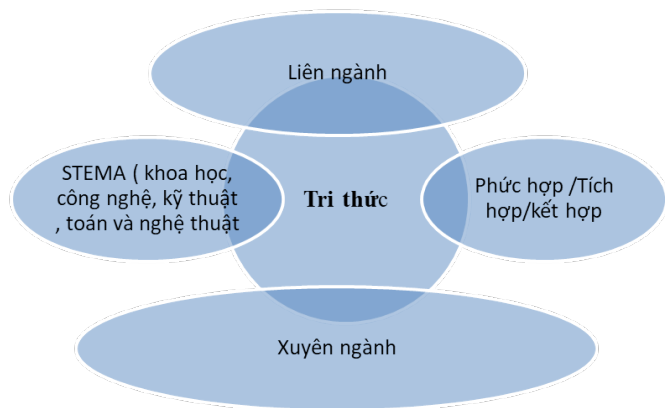 Liên ngành
STEMA ( khoa học,
công nghệ, kỹ thuật
, toán và nghệ thuật
Tri thức
Phức hợp /Tích
hợp/kết hợp
Xuyên ngành